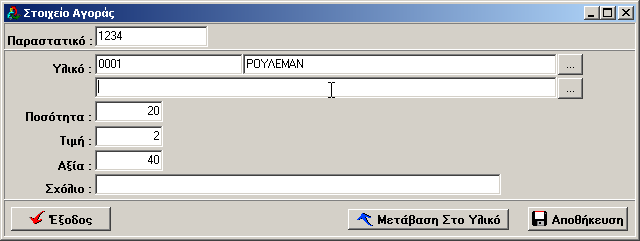 Στοιχείο Αγοράς
Παραστατικό : 1234
Υλικό : 0001 ΡΟΥΛΕΜΑΝ ...
...
Ποσότητα : 20
Τιμή : 2
Αξία : 40
Σχόλιο :
Έξοδος Μετάβαση Στο Υλικό Αποθήκευση